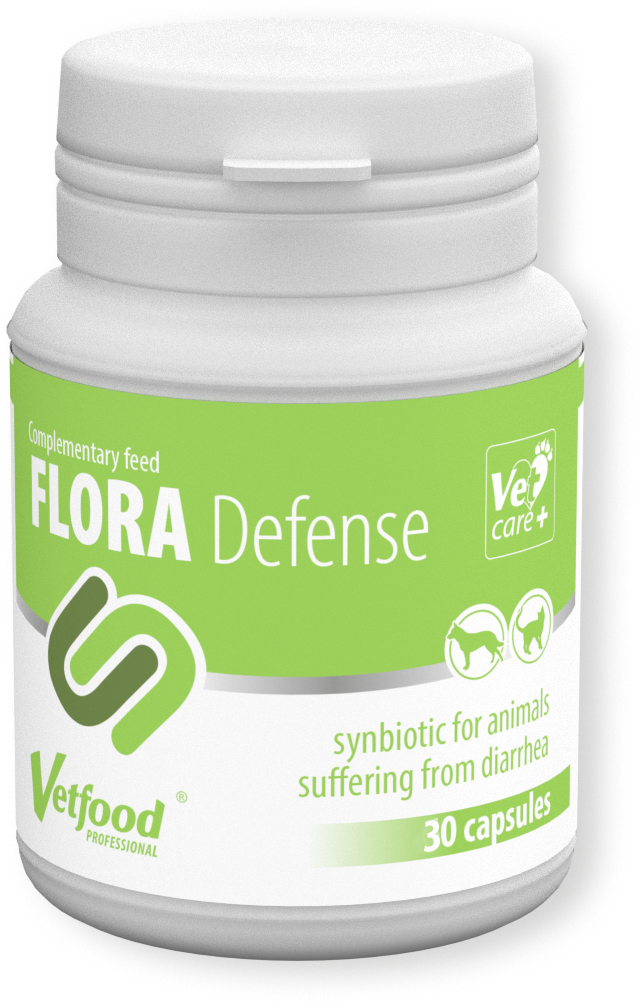 Complementary feed
FLORA Defense
Vet
care+
synbiotic for animals
suffering from diarrhea
30 capsules
Vetfood®
PROFESSIONAL